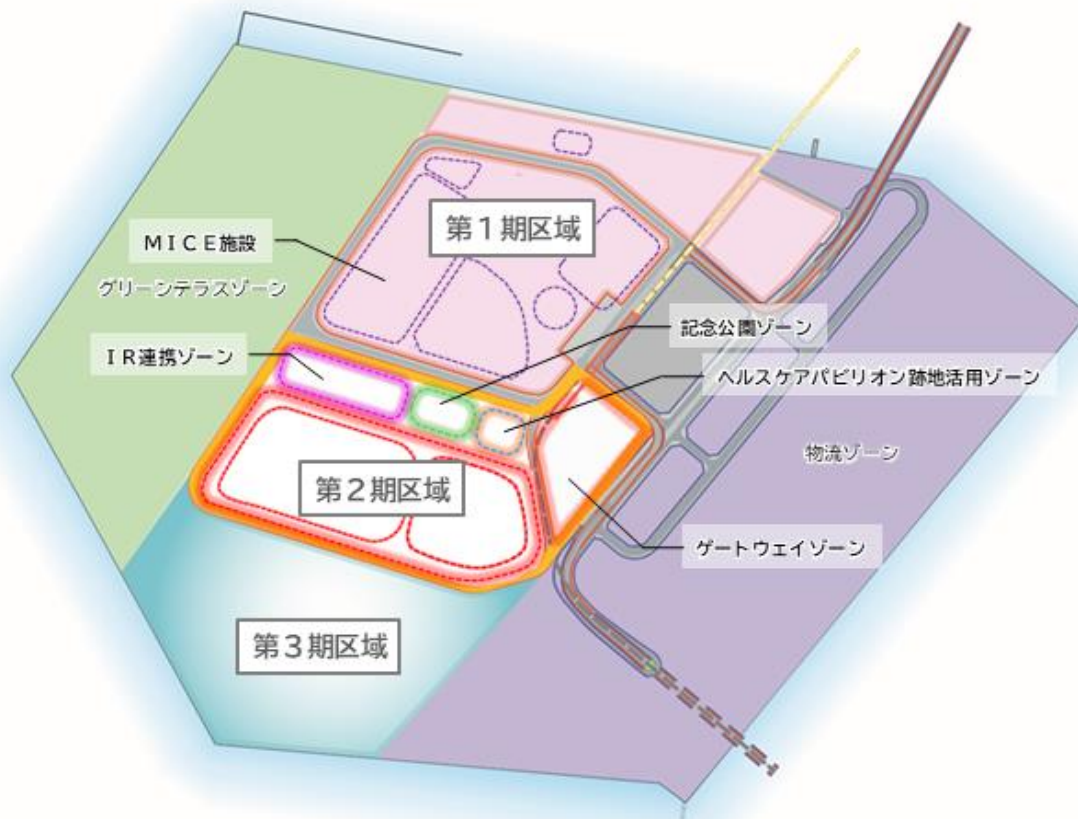 第1期区域
ＭＩＣＥ施設
グリーンテラスゾーン
記念公園ゾーン
ＩＲ連携ゾーン
ヘルスケアパビリオン跡地活用ゾーン
物流ゾーン
第2期区域
ゲートウェイゾーン
第3期区域